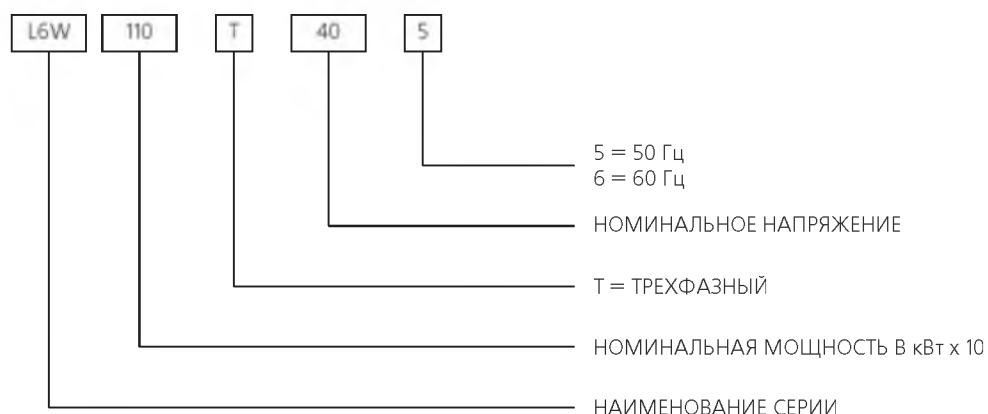 L6W 110 T 40 5
5 = 50 Гц
6 = 60 Гц
НОМИНАЛЬНОЕ НАПРЯЖЕНИЕ
Т = ТРЕХФАЗНЫЙ
НОМИНАЛЬНАЯ МОЩНОСТЬ В кВт x 10
НАИМЕНОВАНИЕ СЕРИИ